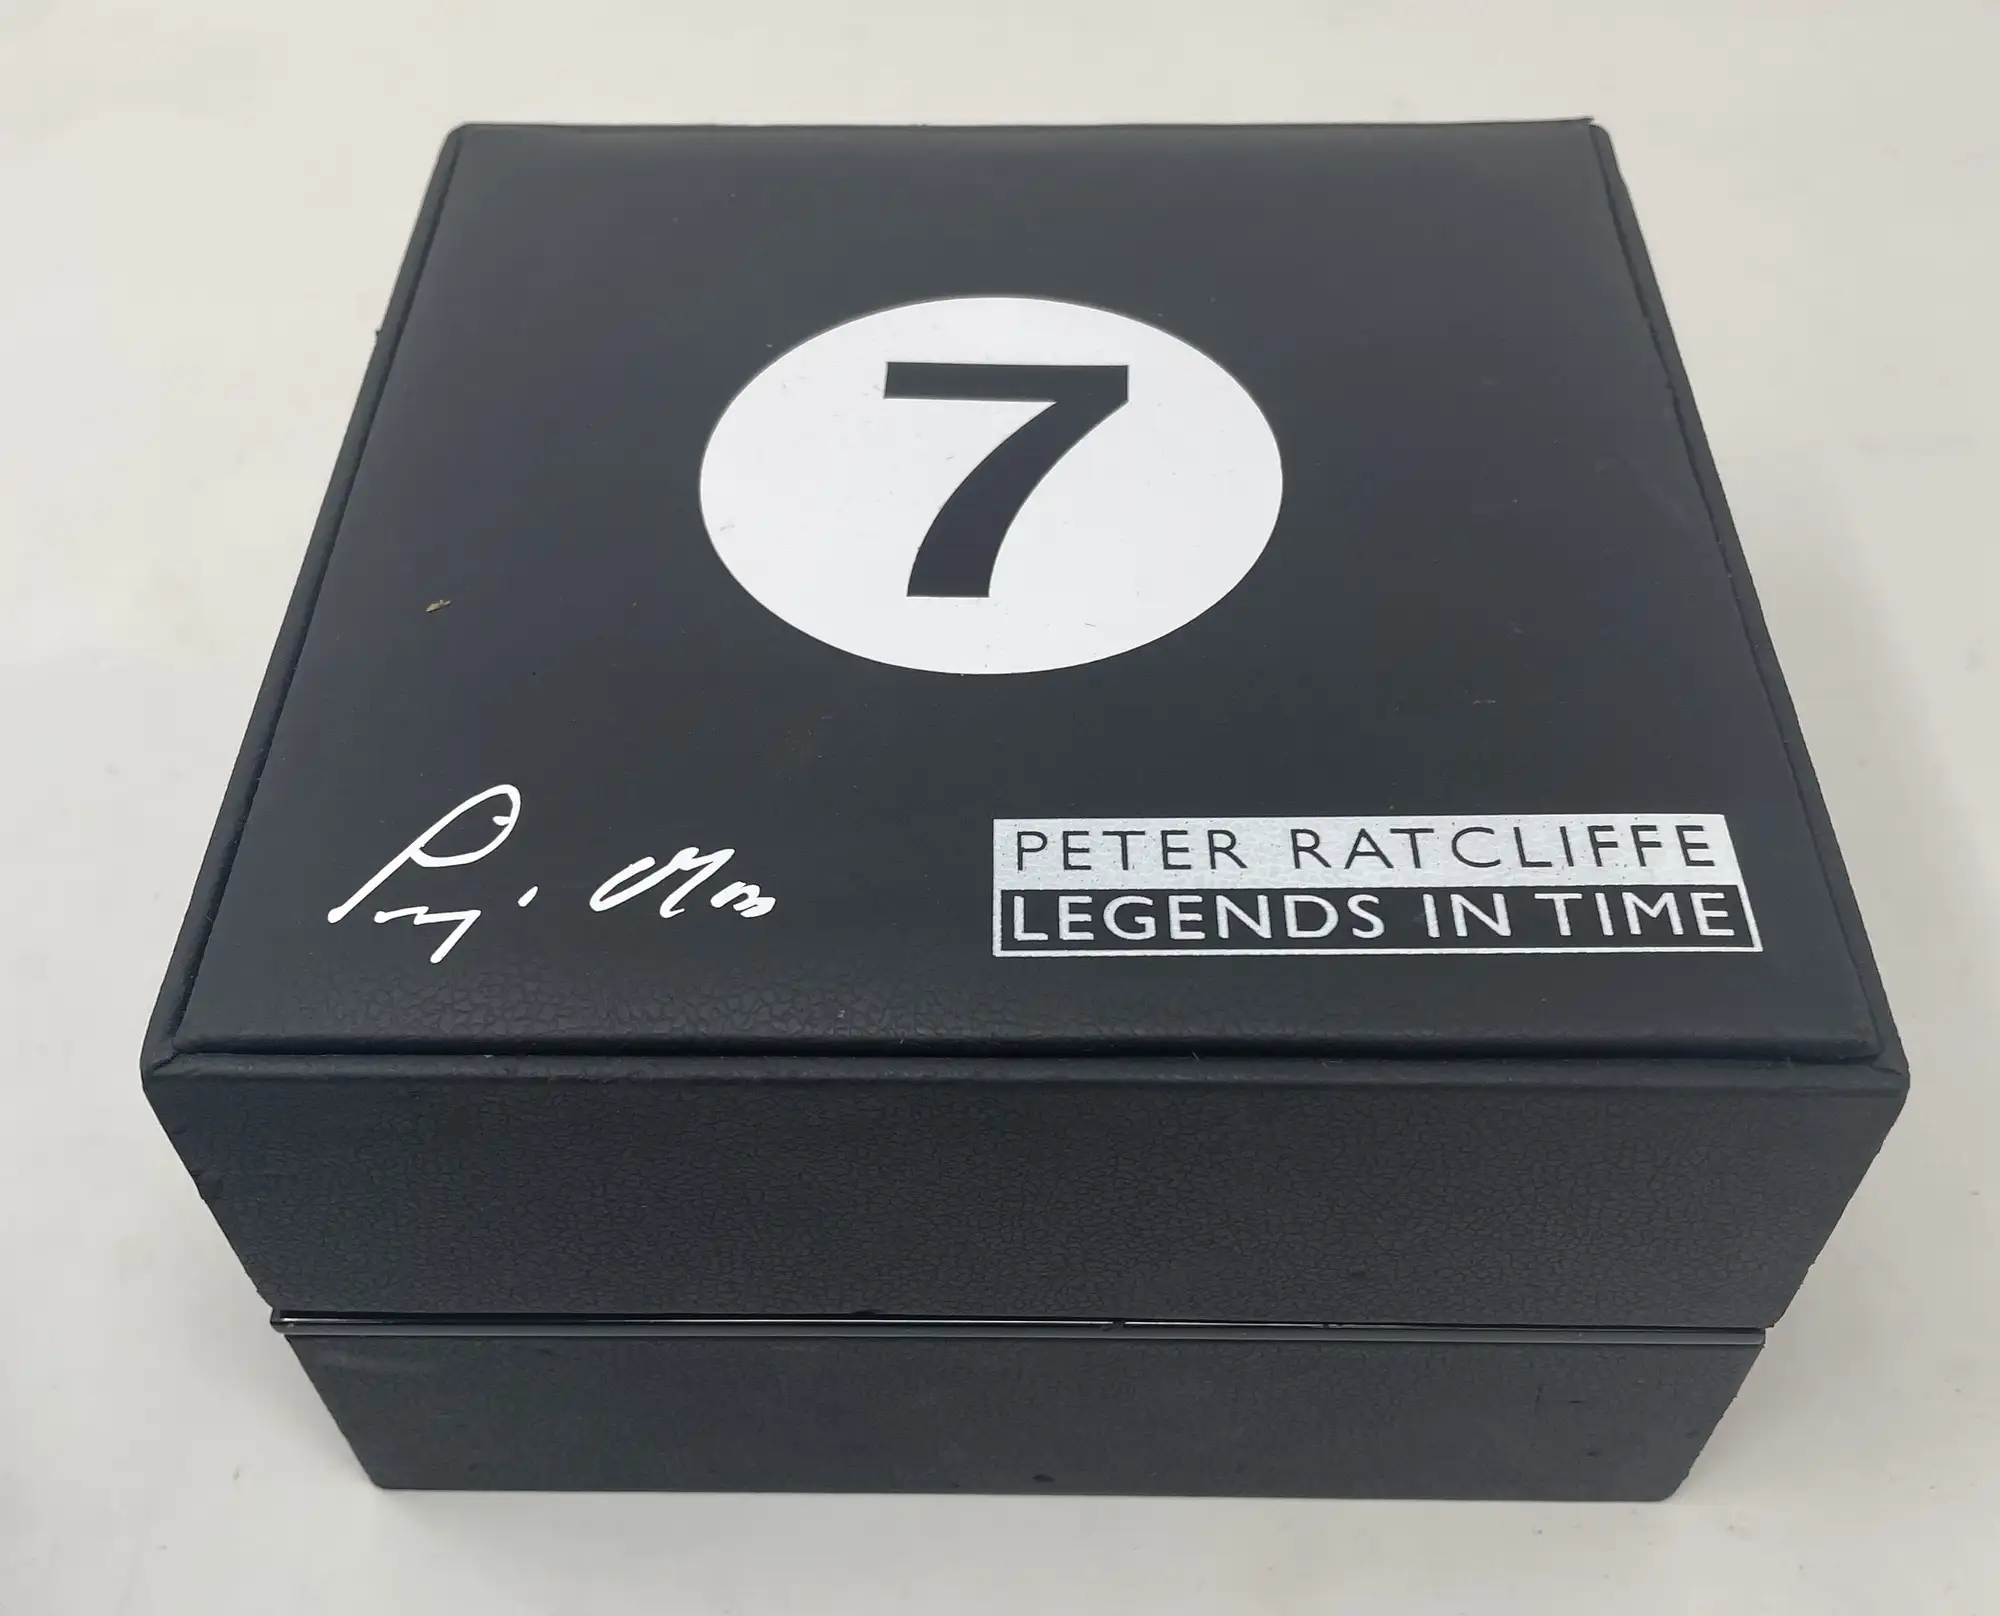 7
PETER RATCLIFFE
LEGENDS IN TIME